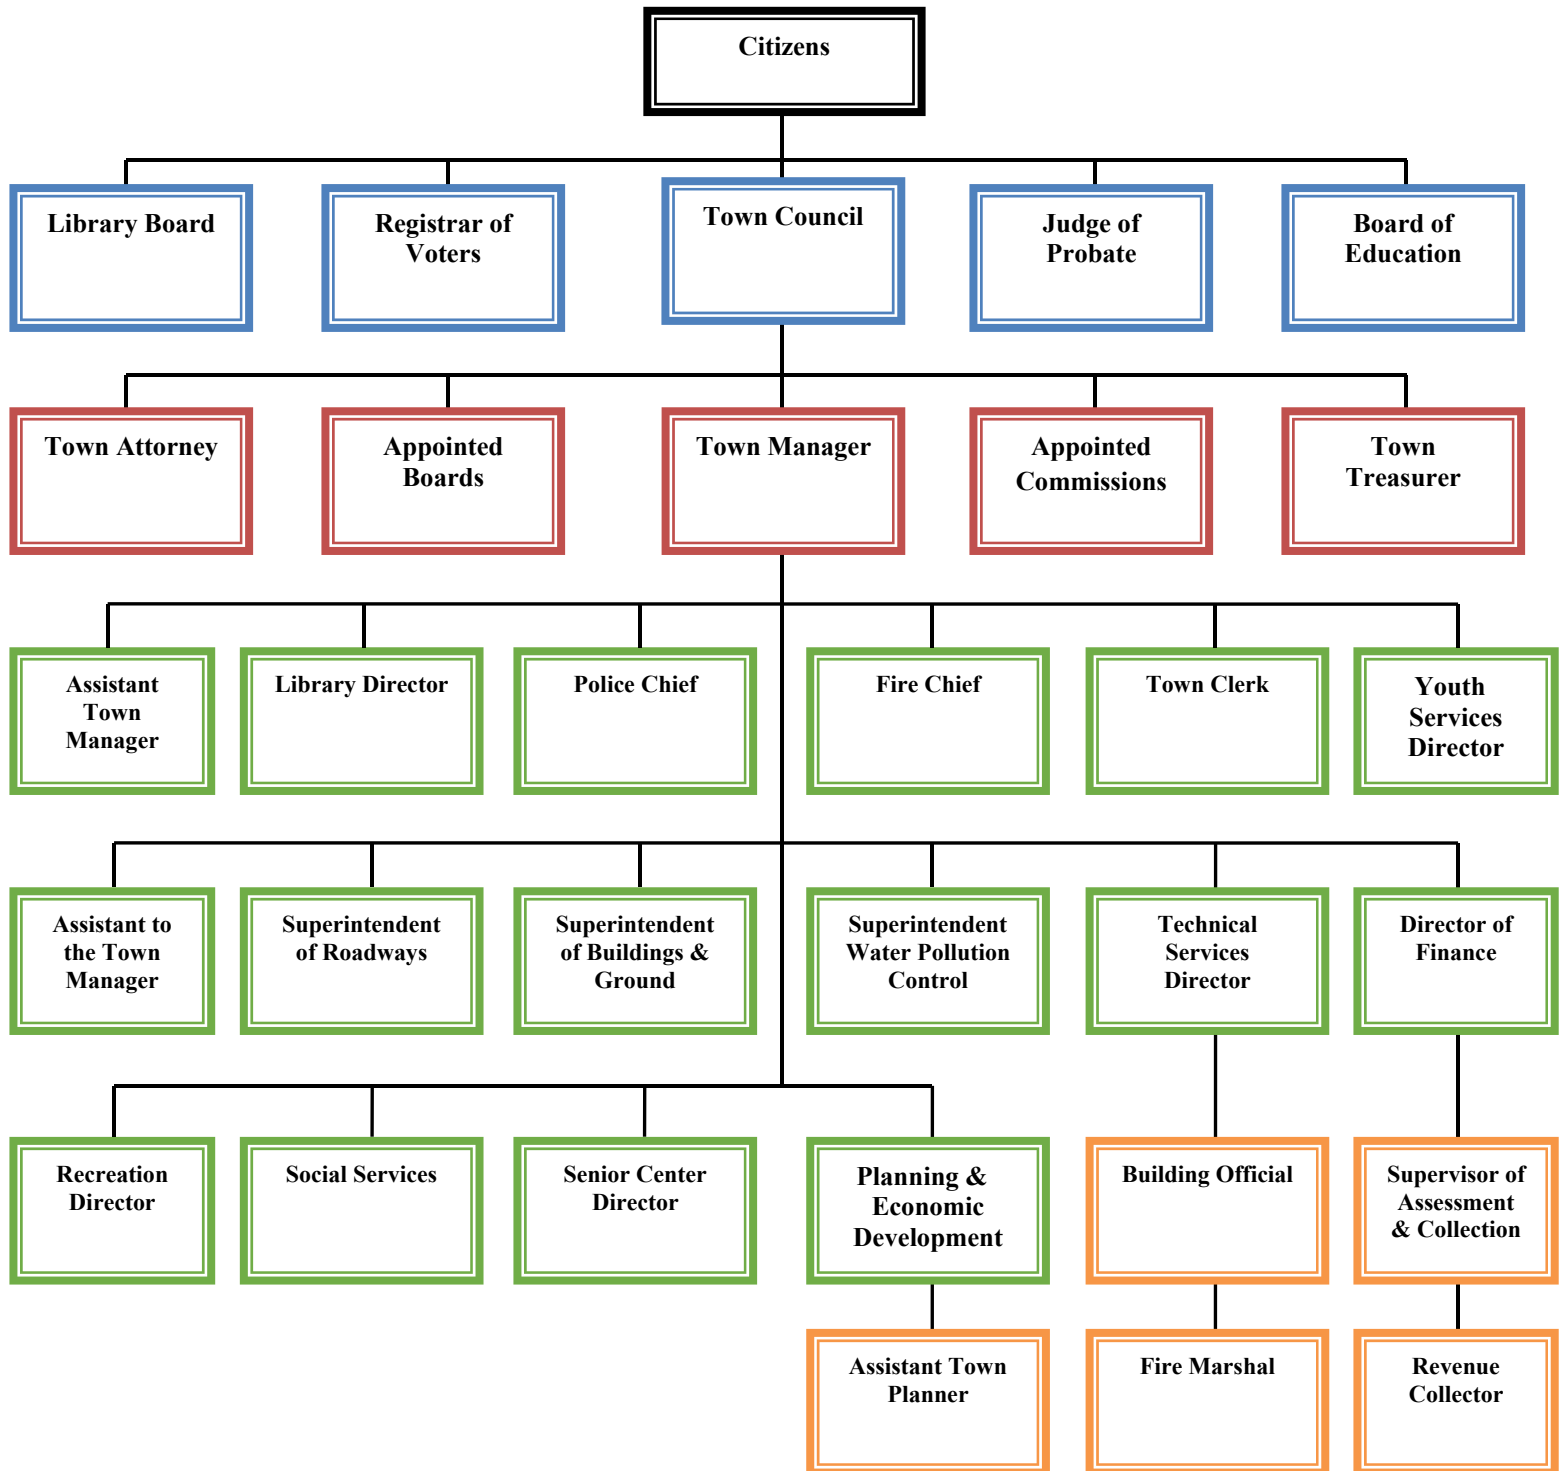 Citizens
Library Board
Registrar of
Voters
Town Council
Judge of
Probate
Board of
Education
Town Attorney
Appointed
Boards
Town Manager
Appointed
Commissions
Town
Treasurer
Assistant
Town
Manager
Library Director
Police Chief
Fire Chief
Town Clerk
Youth
Services
Director
Assistant to
the Town
Manager
Superintendent
of Roadways
Superintendent
of Buildings &
Ground
Superintendent
Water Pollution
Control
Technical
Services
Director
Director of
Finance
Recreation
Director
Social Services
Senior Center
Director
Planning &
Economic
Development
Building Official
Supervisor of
Assessment
& Collection
Assistant Town
Planner
Fire Marshal
Revenue
Collector